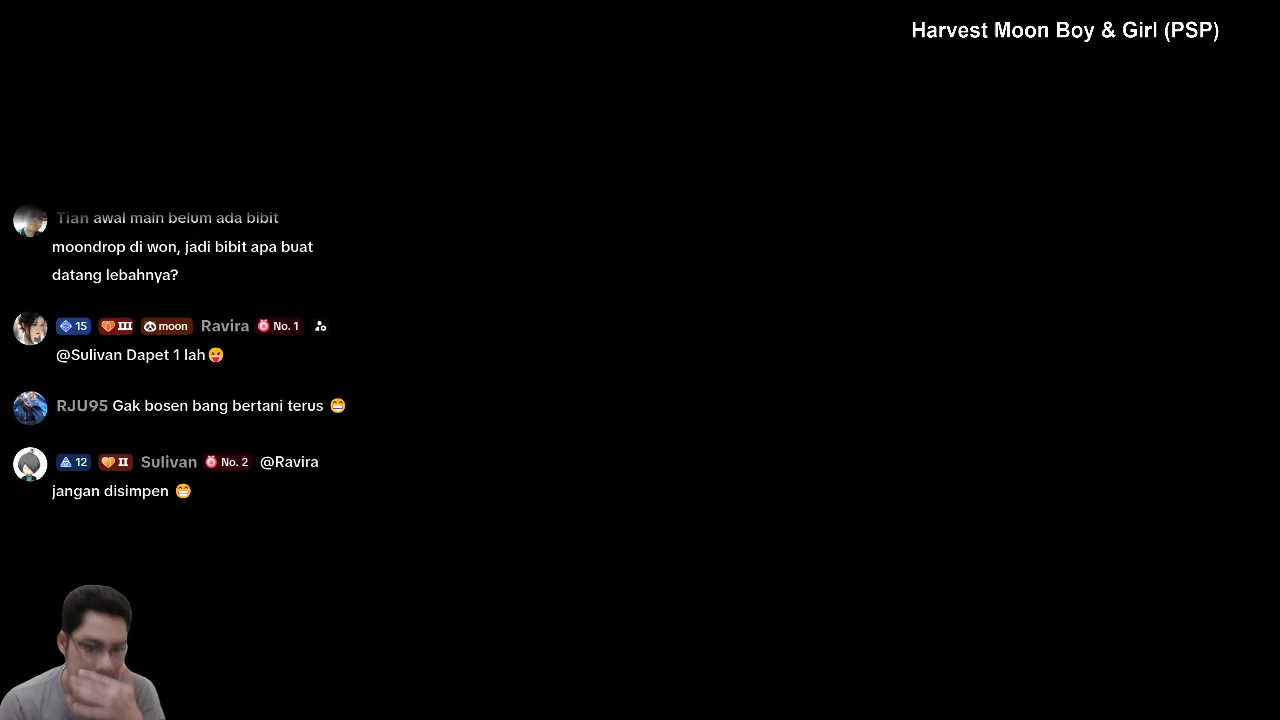 Harvest Moon Boy & Girl (PSP)
Tian awal main belum ada bibit
moondrop di won, jadi bibit apa buat
datang lebahnya?
15 III moon Ravira No. 1
@Sulivan Dapet 1 lah😝
RJU95 Gak bosen bang bertani terus 😁
12 II Sulivan No. 2 @Ravira
jangan disimpen 😁